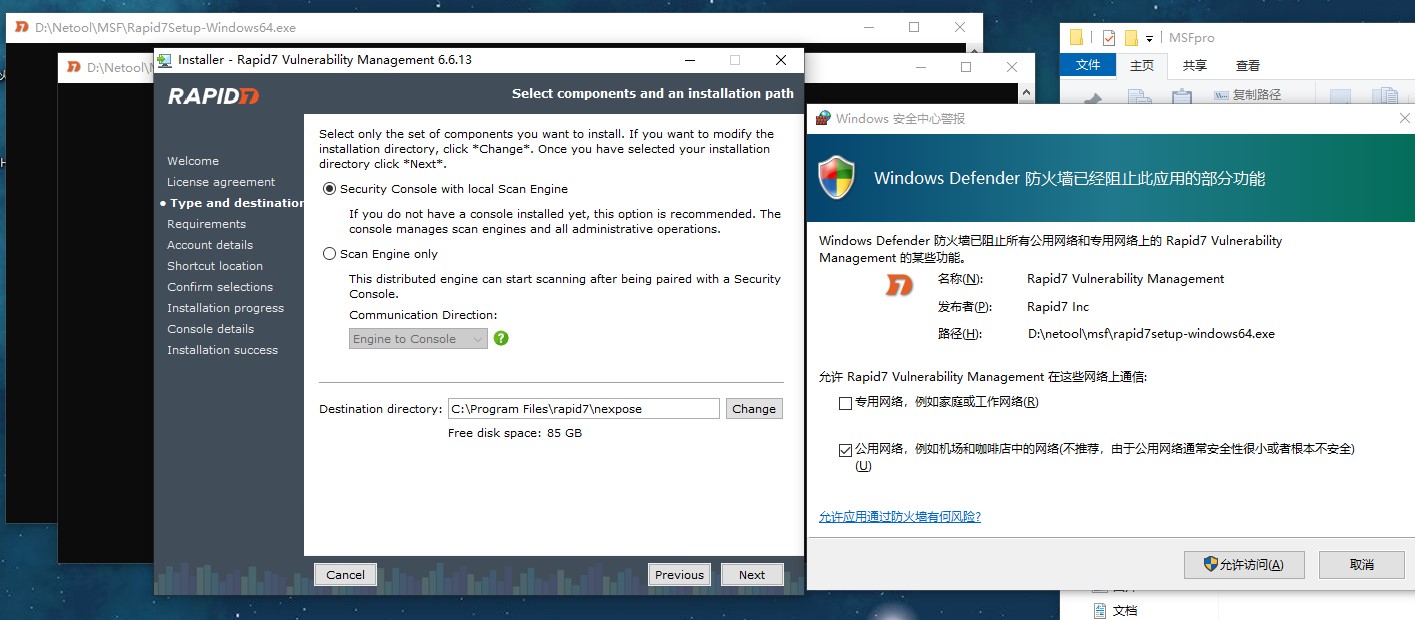 D:\Netool\MSF\Rapid7Setup-Windows64.exe
D:\Netool\M
Installer - Rapid7 Vulnerability Management 6.6.13
RAPID7
Select components and an installation path
Welcome
License agreement
Type and destination
Requirements
Account details
Shortcut location
Confirm selections
Installation progress
Console details
Installation success
Select only the set of components you want to install. If you want to modify the
installation directory, click *Change*. Once you have selected your installation
directory click *Next*.
Security Console with local Scan Engine
If you do not have a console installed yet, this option is recommended. The
console manages scan engines and all administrative operations.
Scan Engine only
This distributed engine can start scanning after being paired with a Security
Console.
Communication Direction:
Engine to Console
?
Destination directory: C:\Program Files\rapid7\nexpose Change
Free disk space: 85 GB
Cancel Previous Next
MSFpro
文件 主页 共享 查看
复制路径
Windows 安全中心警报
Windows Defender 防火墙已经阻止此应用的部分功能
Windows Defender 防火墙已阻止所有公用网络和专用网络上的 Rapid7 Vulnerability
Management 的某些功能。
名称(N): Rapid7 Vulnerability Management
发布者(P): Rapid7 Inc
路径(H): D:\netool\msf\rapid7setup-windows64.exe
允许 Rapid7 Vulnerability Management 在这些网络上通信:
专用网络，例如家庭或工作网络(R)
公用网络，例如机场和咖啡店中的网络(不推荐，由于公用网络通常安全性很小或者根本不安全)
(U)
允许应用通过防火墙有何风险?
允许访问(A) 取消
文档